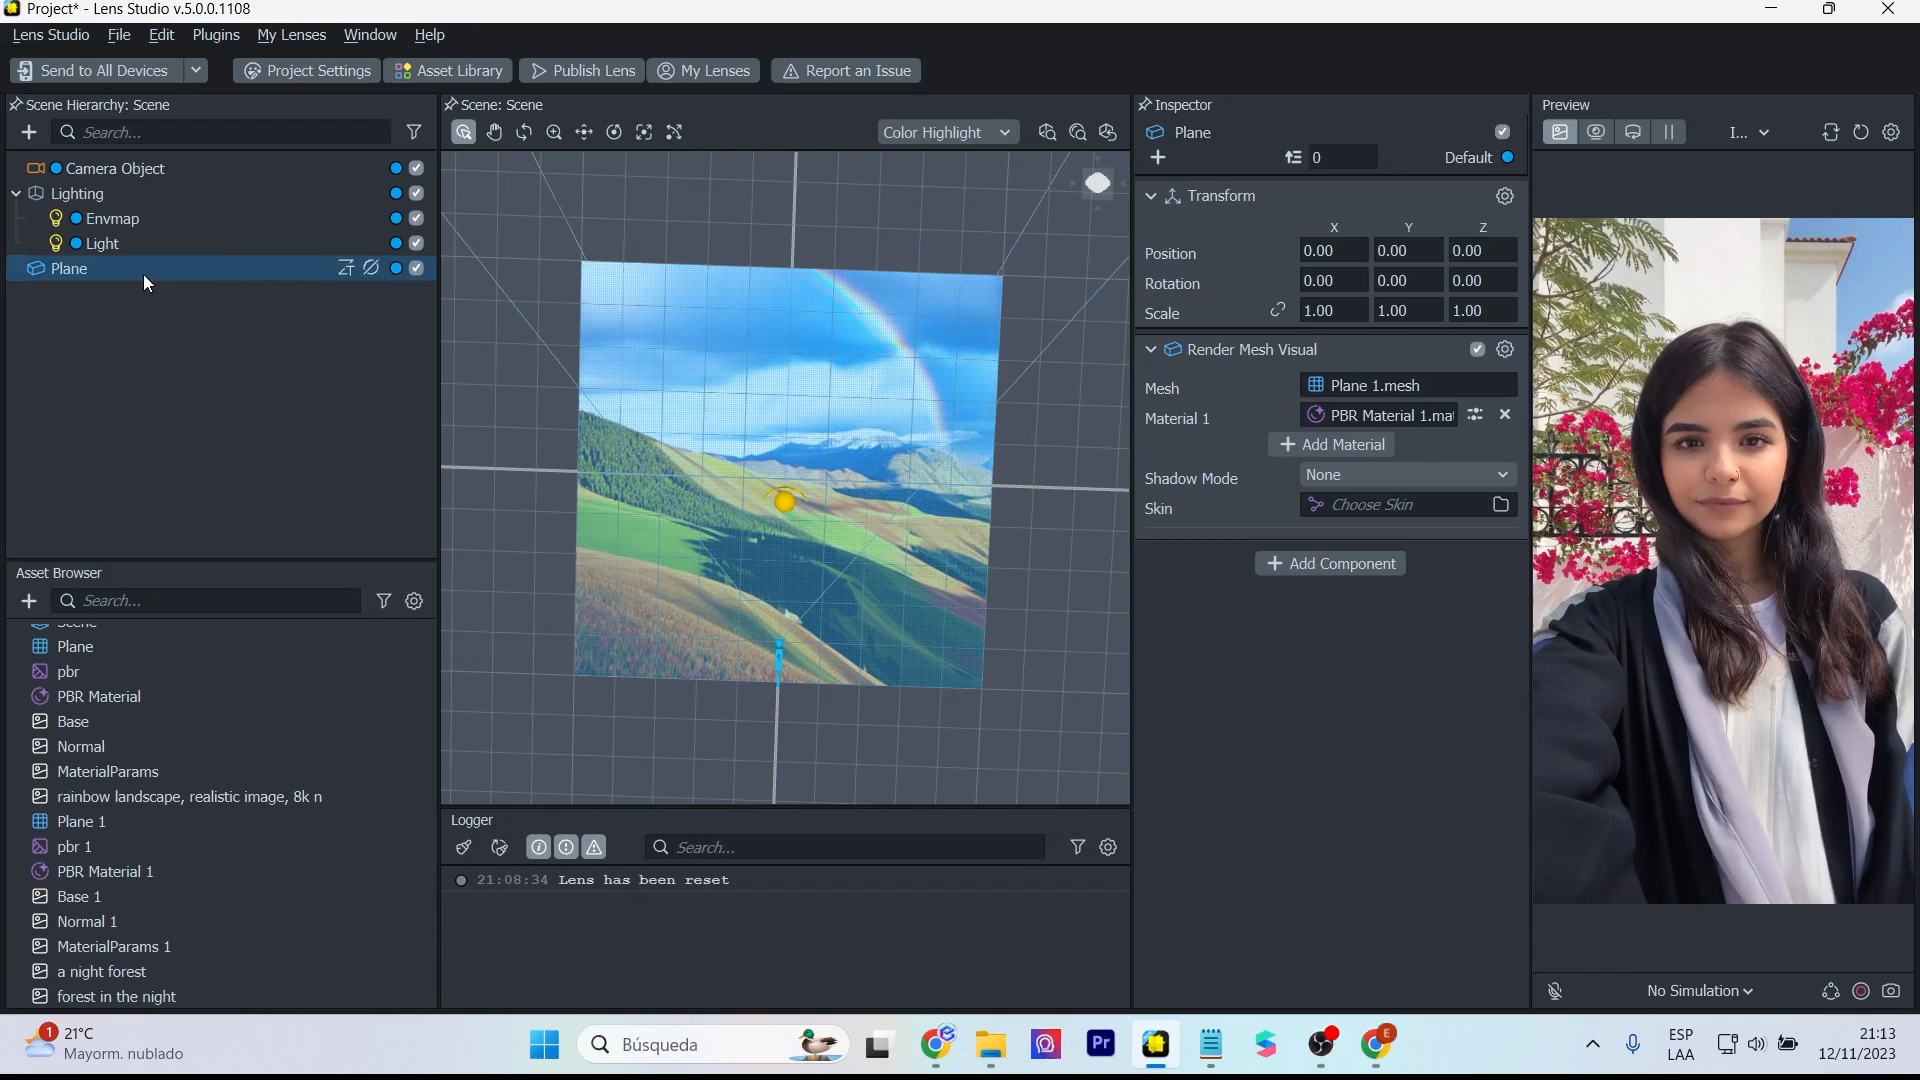 Project* - Lens Studio v.5.0.0.1108
Lens Studio File Edit Plugins My Lenses Window Help
Send to All Devices Project Settings Asset Library Publish Lens My Lenses Report an Issue
Scene Hierarchy: Scene
Search...
Camera Object
Lighting
Envmap
Light
Plane
Asset Browser
Search...
Scene
Plane
pbr
PBR Material
Base
Normal
MaterialParams
rainbow landscape, realistic image, 8k n
Plane 1
pbr 1
PBR Material 1
Base 1
Normal 1
MaterialParams 1
a night forest
forest in the night
Scene: Scene
Color Highlight
Logger
Search...
21:08:34 Lens has been reset
Inspector
Plane
0 Default
Transform
X Y Z
Position 0.00 0.00 0.00
Rotation 0.00 0.00 0.00
Scale 1.00 1.00 1.00
Render Mesh Visual
Mesh Plane 1.mesh
Material 1 PBR Material 1.mat
Add Material
Shadow Mode None
Skin Choose Skin
Add Component
Preview
I...
No Simulation
1
21°C
Mayorm. nublado
Búsqueda
Pr
E
ESP
LAA
21:13
12/11/2023